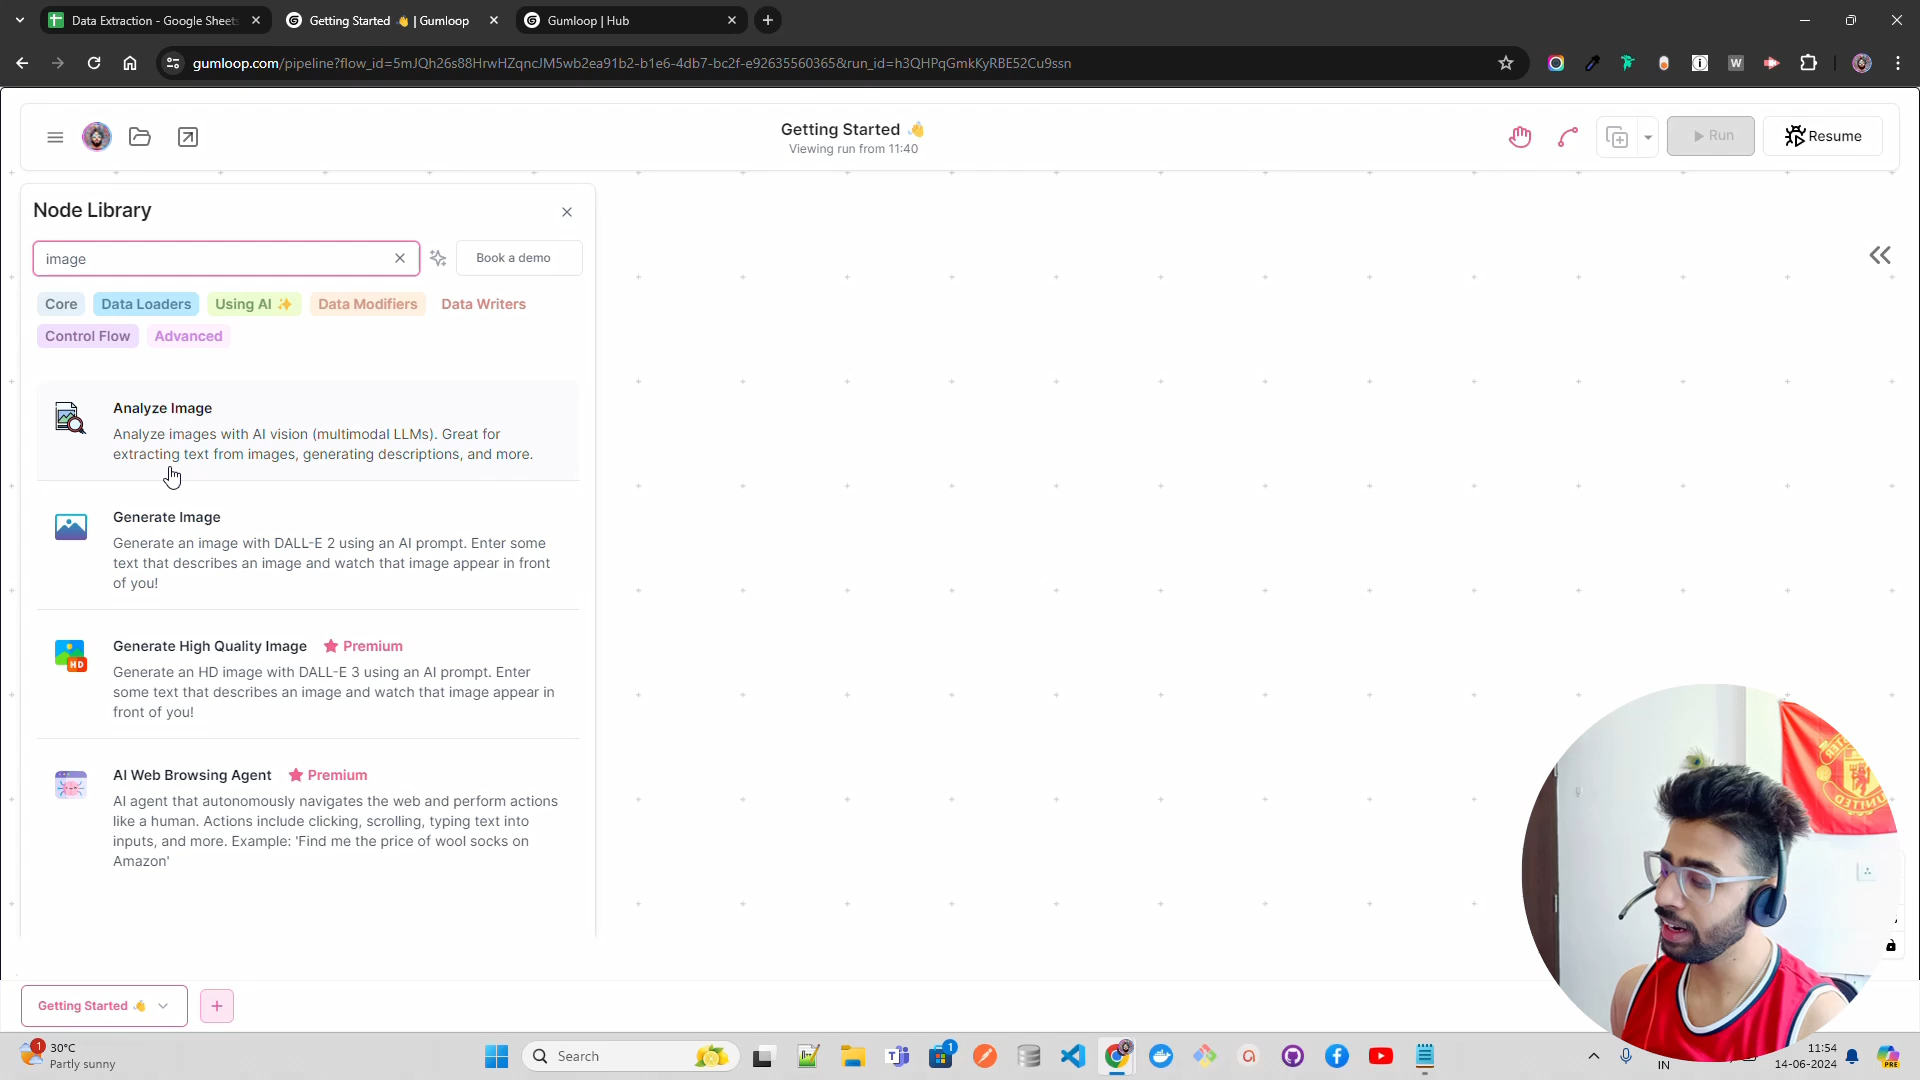 Data Extraction - Google Sheets
Getting Started 👋 | Gumloop
Gumloop | Hub
gumloop.com/pipeline?flow_id=5mJQh26s88HrwHZqncJM5wb2ea91b2-b1e6-4db7-bc2f-e92635560365&run_id=h3QHPqGmkKyRBE52Cu9ssn
Getting Started 👋
Viewing run from 11:40
Run
Resume
Node Library
image
Book a demo
Core
Data Loaders
Using AI ✨
Data Modifiers
Data Writers
Control Flow
Advanced
Analyze Image
Analyze images with AI vision (multimodal LLMs). Great for
extracting text from images, generating descriptions, and more.
Generate Image
Generate an image with DALL-E 2 using an AI prompt. Enter some
text that describes an image and watch that image appear in front
of you!
Generate High Quality Image
Premium
HD
Generate an HD image with DALL-E 3 using an AI prompt. Enter
some text that describes an image and watch that image appear in
front of you!
AI Web Browsing Agent
Premium
AI agent that autonomously navigates the web and perform actions
like a human. Actions include clicking, scrolling, typing text into
inputs, and more. Example: 'Find me the price of wool socks on
Amazon'
UNITED
Getting Started 👋
1
30°C
Partly sunny
Search
1
IN
11:54
14-06-2024
PRE